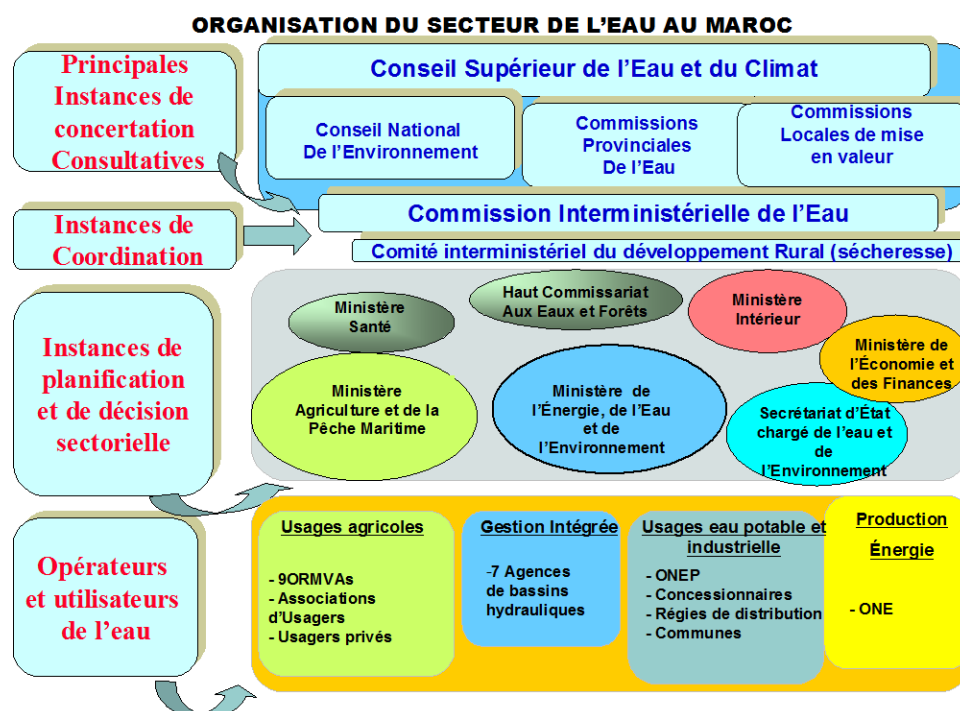 ORGANISATION DU SECTEUR DE L’EAU AU MAROC
Principales
Instances de
concertation
Consultatives
Conseil Supérieur de l’Eau et du Climat
Conseil National
De l’Environnement
Commissions
Provinciales
De l’Eau
Commissions
Locales de mise
en valeur
Instances de
Coordination
Commission Interministérielle de l’Eau
Comité interministériel du développement Rural (sécheresse)
Instances de
planification
et de décision
sectorielle
Ministère
Santé
Haut Commissariat
Aux Eaux et Forêts
Ministère
Intérieur
Ministère de
l’Économie et
des Finances
Ministère
Agriculture et de la
Pêche Maritime
Ministère de
l’Énergie, de l’Eau
et de
l’Environnement
Secrétariat d’État
chargé de l’eau et
de
l’Environnement
Opérateurs
et utilisateurs
de l’eau
Usages agricoles
- 9ORMVAs
- Associations
d’Usagers
- Usagers privés
Gestion Intégrée
-7 Agences
de bassins
hydrauliques
Usages eau potable et
industrielle
- ONEP
- Concessionnaires
- Régies de distribution
- Communes
Production
Énergie
- ONE